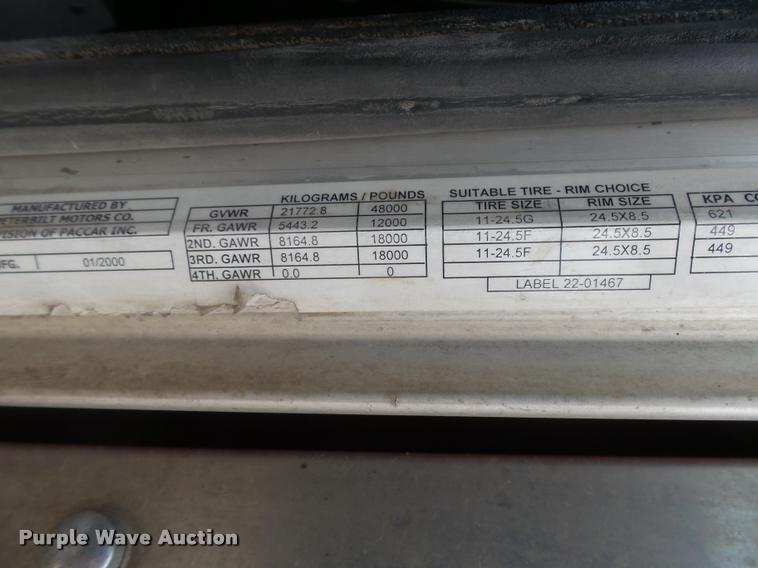 MANUFACTURED BY
PETERBILT MOTORS CO.
DIVISION OF PACCAR INC.
MFG. 01/2000
KILOGRAMS / POUNDS
GVWR 21772.8 48000
FR. GAWR 5443.2 12000
2ND. GAWR 8164.8 18000
3RD. GAWR 8164.8 18000
4TH. GAWR 0.0 0
SUITABLE TIRE - RIM CHOICE
TIRE SIZE RIM SIZE
11-24.5G 24.5X8.5
11-24.5F 24.5X8.5
11-24.5F 24.5X8.5
LABEL 22-01467
KPA CO
621
449
449
Purple Wave Auction